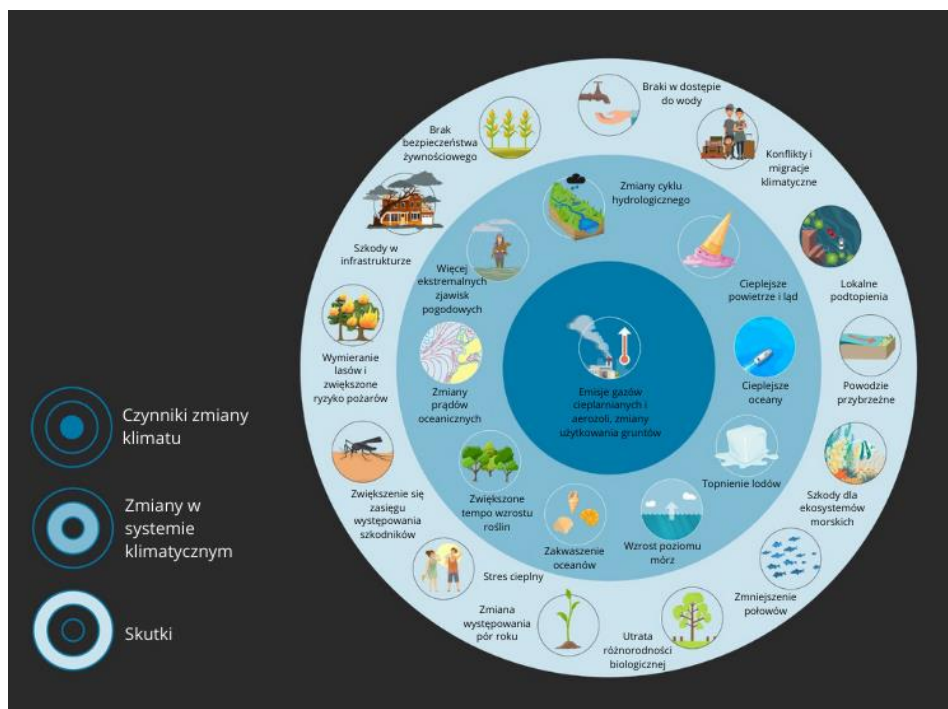 Braki w dostępie
do wody
Brak
bezpieczeństwa
żywnościowego
Konflikty i
migracje
klimatyczne
Zmiany cyklu
hydrologicznego
Szkody w
infrastrukturze
Więcej
ekstremalnych
zjawisk
pogodowych
Cieplejsze
powietrze i ląd
Lokalne
podtopienia
Wymieranie
lasów i
zwiększone
ryzyko pożarów
Zmiany
prądów
oceanicznych
Emisje gazów
cieplarnianych i
aerozoli, zmiany
użytkowania gruntów
Cieplejsze
oceany
Powodzie
przybrzeżne
Czynniki zmiany
klimatu
Zmiany w
systemie
klimatycznym
Skutki
Zwiększenie się
zasięgu
występowania
szkodników
Zwiększone
tempo wzrostu
roślin
Zakwaszenie
oceanów
Wzrost poziomu
mórz
Topnienie lodów
Szkody dla
ekosystemów
morskich
Stres cieplny
Zmiana
występowania
pór roku
Utrata
różnorodności
biologicznej
Zmniejszenie
połowów